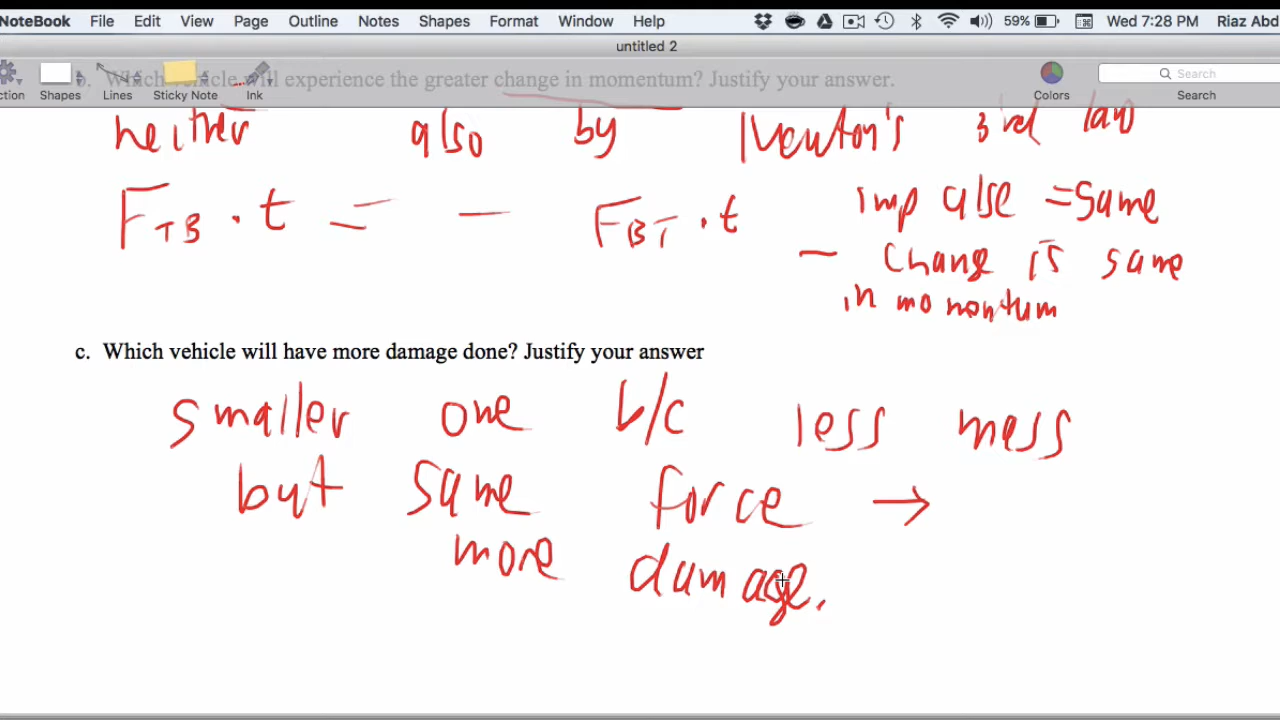 NoteBook File Edit View Page Outline Notes Shapes Format Window Help 59% Wed 7:28 PM Riaz Abd
untitled 2
b. Which vehicle will experience the greater change in momentum? Justify your answer.
Search
ction Shapes Lines Sticky Note Ink Colors Search
neither also by Newton's 3rd law
F_TB · t = - F_BT · t
impulse = same
- change is same
in momentum
c. Which vehicle will have more damage done? Justify your answer
smaller one b/c less mass
but same force →
more damage.